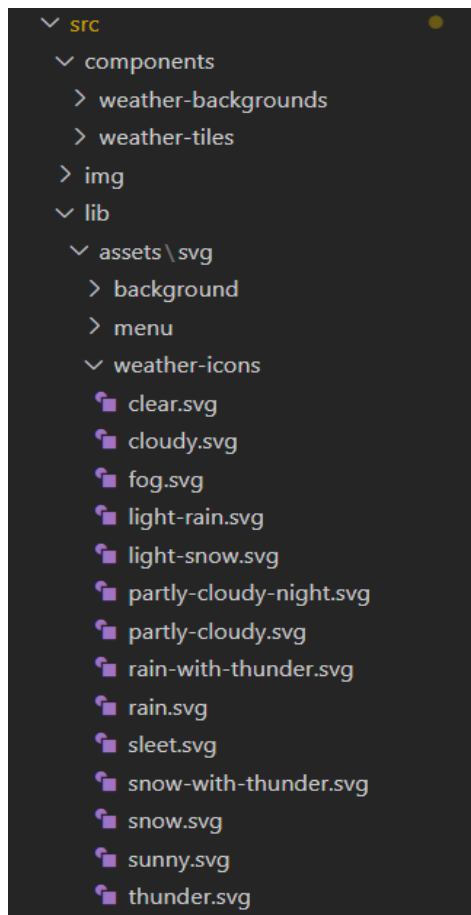 src
components
weather-backgrounds
weather-tiles
img
lib
assets\svg
background
menu
weather-icons
clear.svg
cloudy.svg
fog.svg
light-rain.svg
light-snow.svg
partly-cloudy-night.svg
partly-cloudy.svg
rain-with-thunder.svg
rain.svg
sleet.svg
snow-with-thunder.svg
snow.svg
sunny.svg
thunder.svg